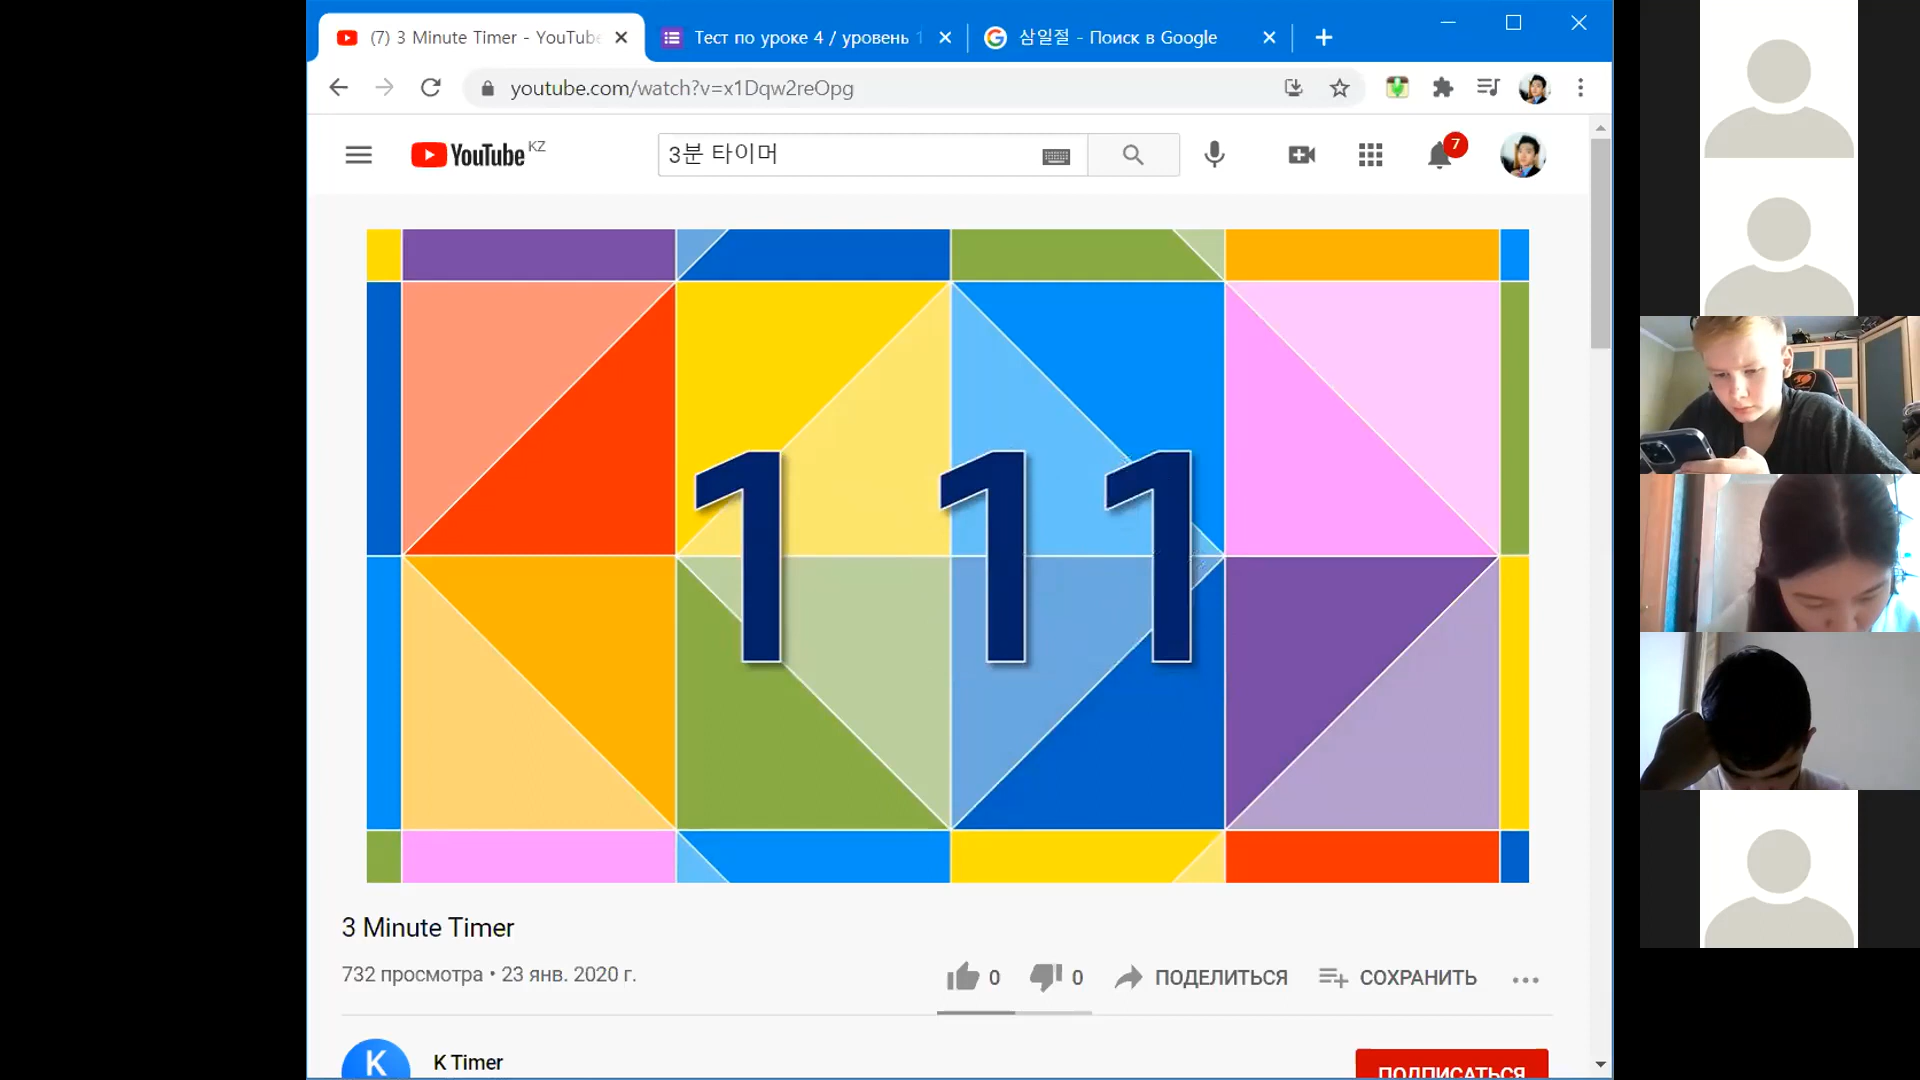 (7) 3 Minute Timer - YouTube
Тест по уроке 4 / уровень 1
삼일절 - Поиск в Google
youtube.com/watch?v=x1Dqw2reOpg
YouTube KZ
3분 타이머
7
1 11
3 Minute Timer
732 просмотра • 23 янв. 2020 г.
0
0
ПОДЕЛИТЬСЯ
СОХРАНИТЬ
K
K Timer
ПОДПИСАТЬСЯ